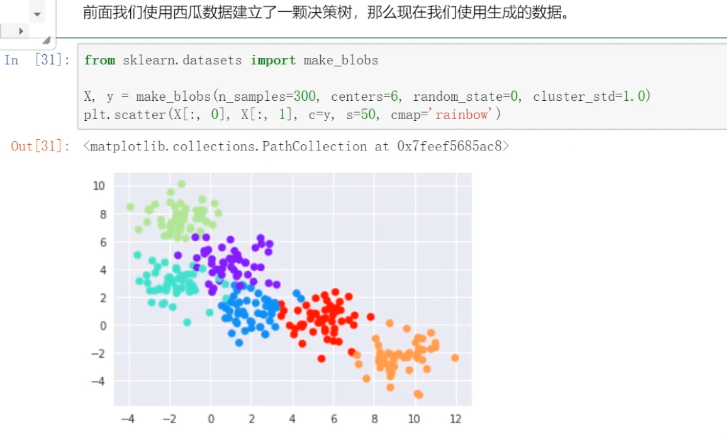 前面我们使用西瓜数据建立了一颗决策树，那么现在我们使用生成的数据。
In [31]: from sklearn.datasets import make_blobs
X, y = make_blobs(n_samples=300, centers=6, random_state=0, cluster_std=1.0)
plt.scatter(X[:, 0], X[:, 1], c=y, s=50, cmap='rainbow')
Out[31]: <matplotlib.collections.PathCollection at 0x7feef5685ac8>
10
8
6
4
2
0
−2
−4
−4 −2 0 2 4 6 8 10 12